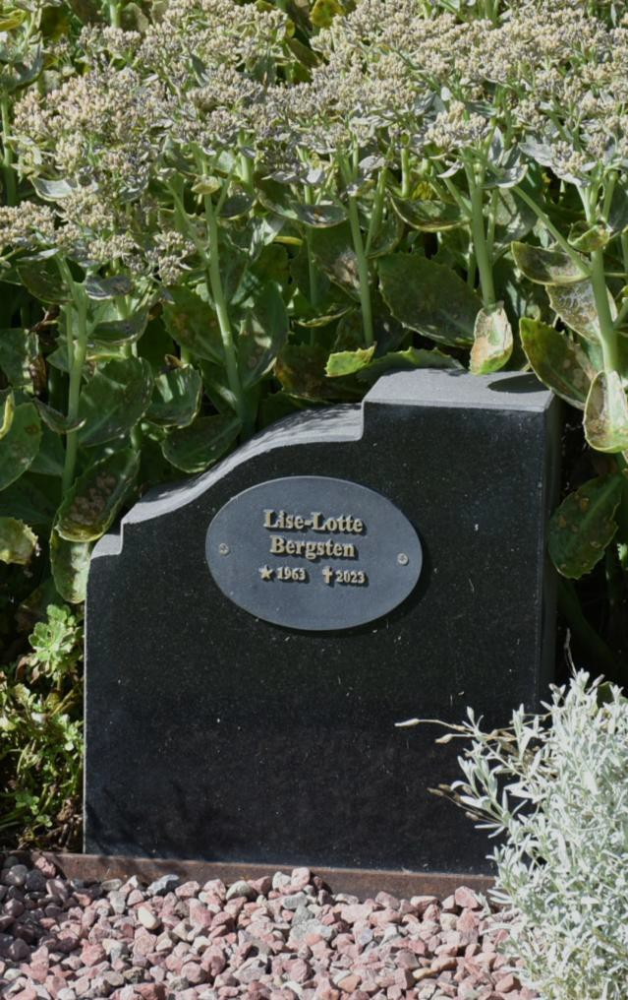 Lise-Lotte
Bergsten
★ 1963 ✝ 2023